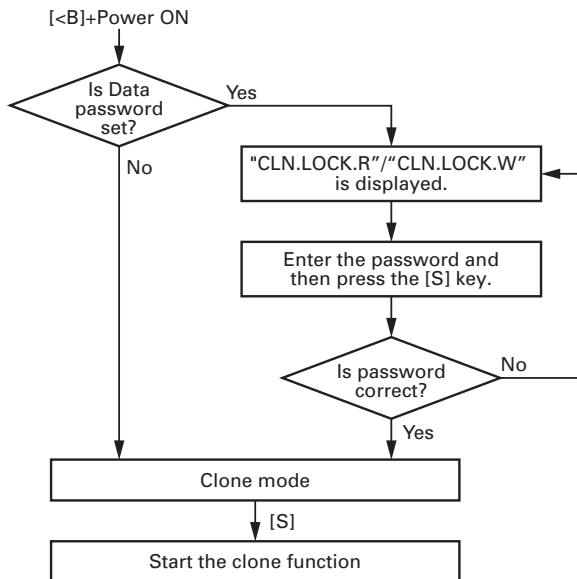 [<B]+Power ON
Is Data
password
set?
Yes
No
"CLN.LOCK.R”/“CLN.LOCK.W”
is displayed.
Enter the password and
then press the [S] key.
Is password
correct?
No
Yes
Clone mode
[S]
Start the clone function